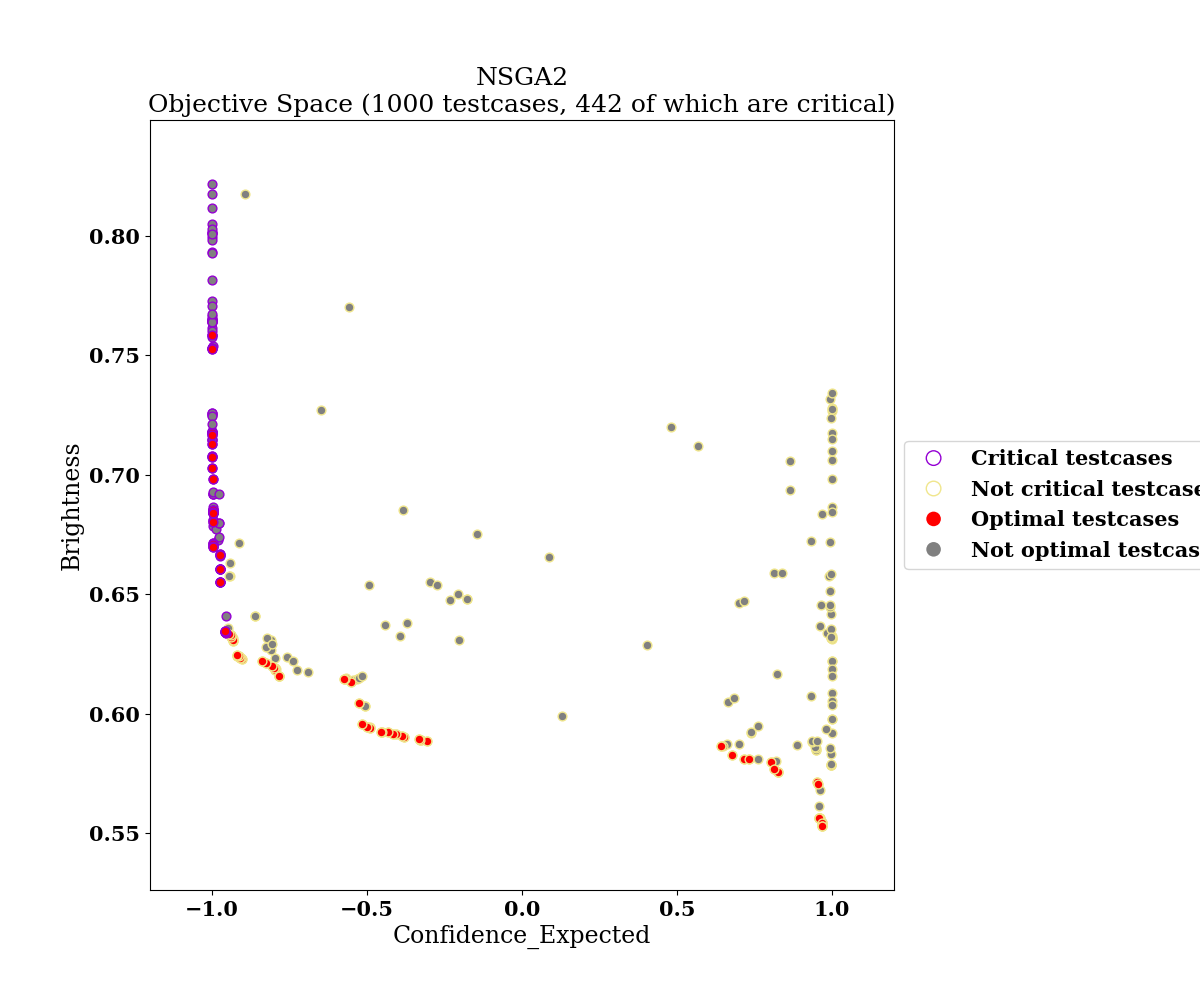 NSGA2
Objective Space (1000 testcases, 442 of which are critical)
0.80
0.75
0.70
0.65
0.60
0.55
Brightness
−1.0
−0.5
0.0
0.5
1.0
Confidence_Expected
Critical testcases
Not critical testcase
Optimal testcases
Not optimal testcas